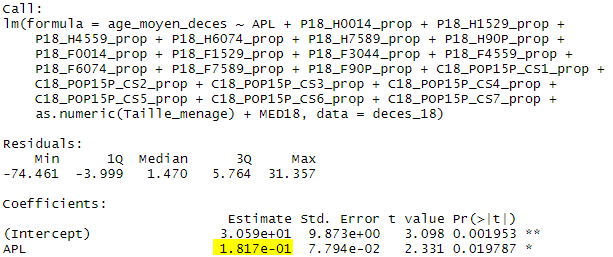 Call:
lm(formula = age_moyen_deces ~ APL + P18_H0014_prop + P18_H1529_prop +
P18_H4559_prop + P18_H6074_prop + P18_H7589_prop + P18_H90P_prop +
P18_F0014_prop + P18_F1529_prop + P18_F3044_prop + P18_F4559_prop +
P18_F6074_prop + P18_F7589_prop + P18_F90P_prop + C18_POP15P_CS1_prop +
C18_POP15P_CS2_prop + C18_POP15P_CS3_prop + C18_POP15P_CS4_prop +
C18_POP15P_CS5_prop + C18_POP15P_CS6_prop + C18_POP15P_CS7_prop +
as.numeric(Taille_menage) + MED18, data = deces_18)
Residuals:
Min 1Q Median 3Q Max
-74.461 -3.999 1.470 5.764 31.357
Coefficients:
Estimate Std. Error t value Pr(>|t|)
(Intercept) 3.059e+01 9.873e+00 3.098 0.001953 **
APL 1.817e-01 7.794e-02 2.331 0.019787 *